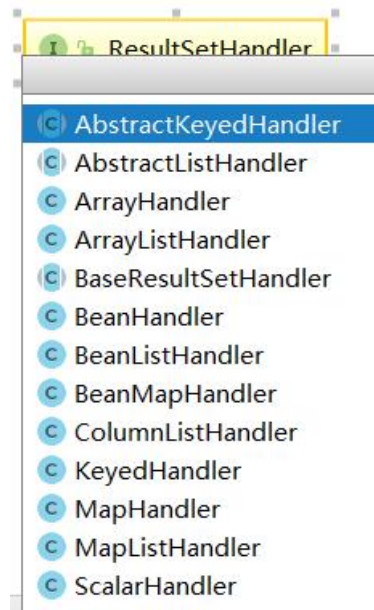 I ResultSetHandler
C AbstractKeyedHandler
C AbstractListHandler
C ArrayHandler
C ArrayListHandler
C BaseResultSetHandler
C BeanHandler
C BeanListHandler
C BeanMapHandler
C ColumnListHandler
C KeyedHandler
C MapHandler
C MapListHandler
C ScalarHandler